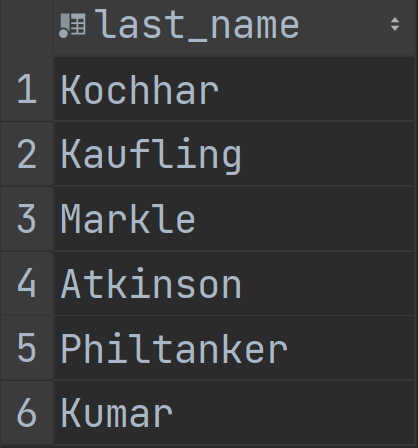 last_name
1 Kochhar
2 Kaufling
3 Markle
4 Atkinson
5 Philtanker
6 Kumar